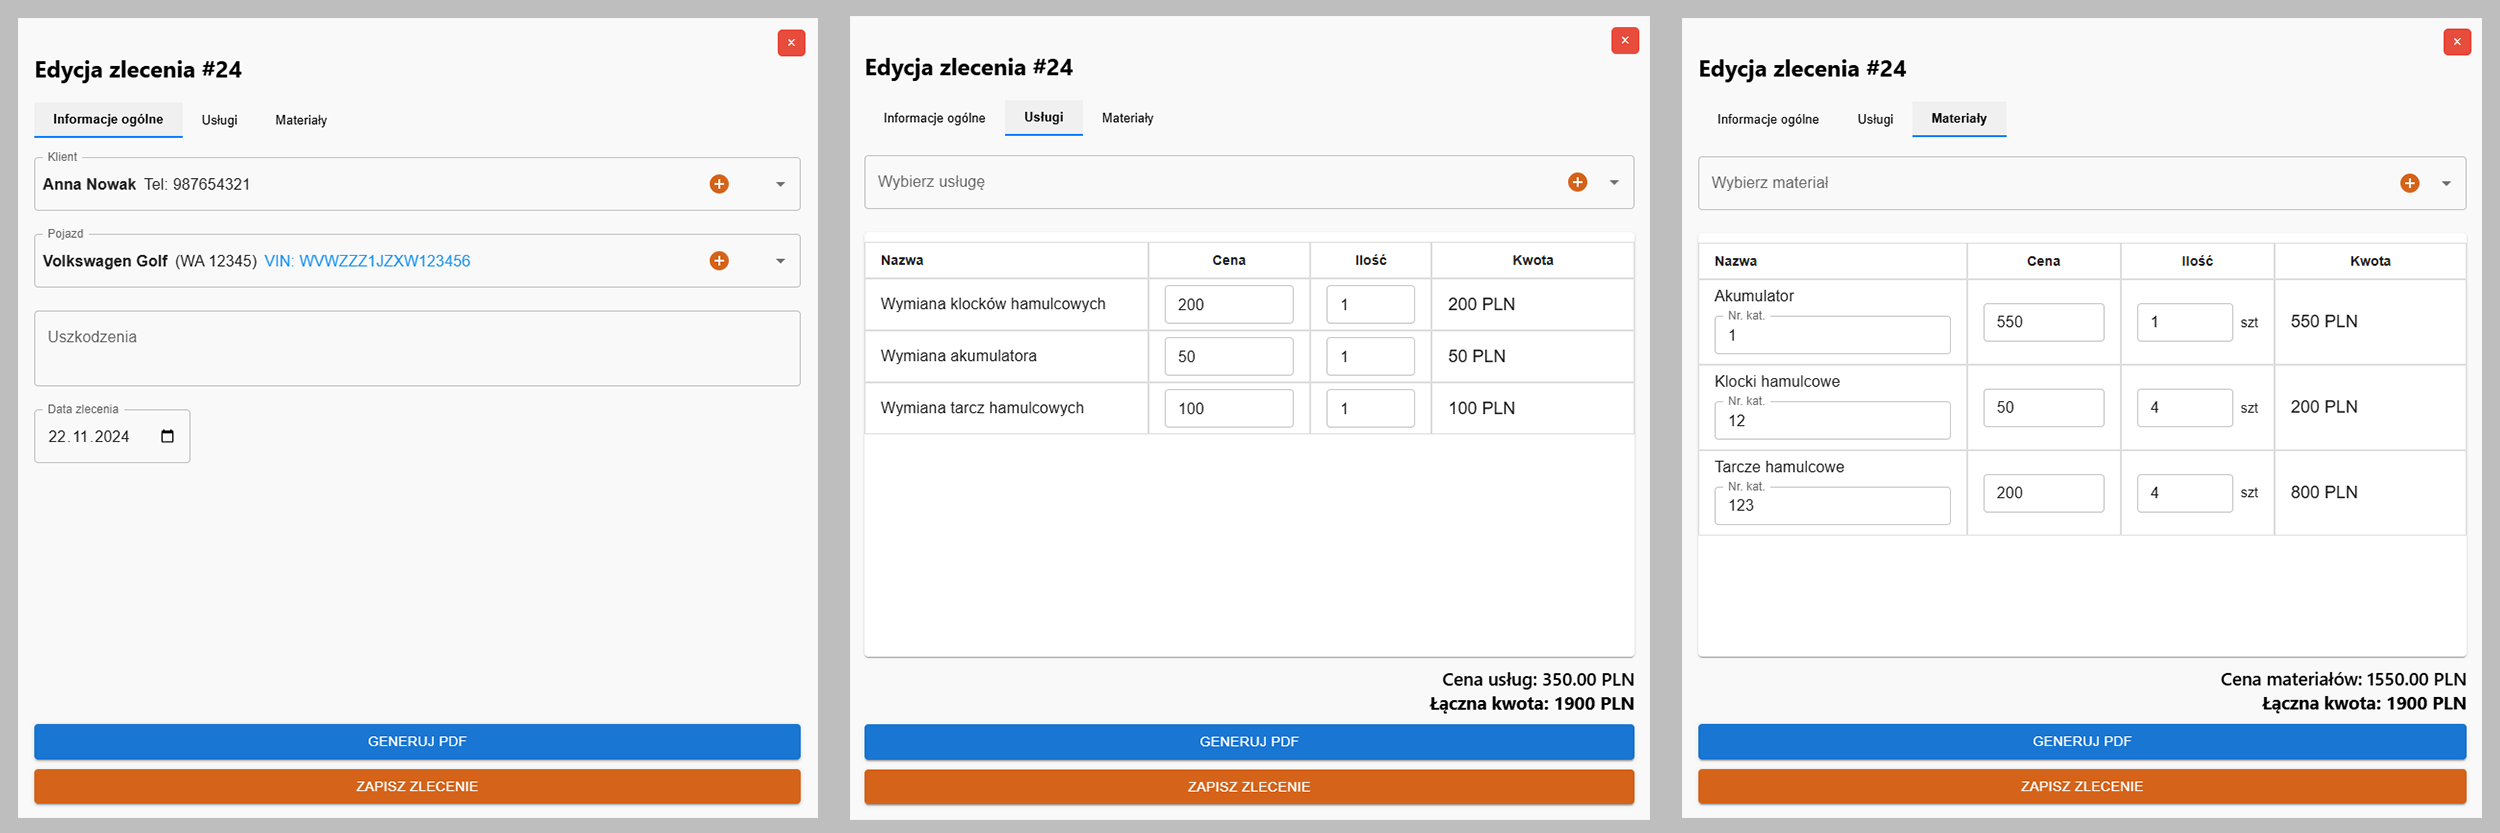 ×
Edycja zlecenia #24
Informacje ogólne Usługi Materiały
Klient
Anna Nowak Tel: 987654321
Pojazd
Volkswagen Golf (WA 12345) VIN: WVWZZZ1JZXW123456
Uszkodzenia
Data zlecenia
22.11.2024
GENERUJ PDF
ZAPISZ ZLECENIE
×
Edycja zlecenia #24
Informacje ogólne Usługi Materiały
Wybierz usługę
Nazwa Cena Ilość Kwota
Wymiana klocków hamulcowych 200 1 200 PLN
Wymiana akumulatora 50 1 50 PLN
Wymiana tarcz hamulcowych 100 1 100 PLN
Cena usług: 350.00 PLN
Łączna kwota: 1900 PLN
GENERUJ PDF
ZAPISZ ZLECENIE
×
Edycja zlecenia #24
Informacje ogólne Usługi Materiały
Wybierz materiał
Nazwa Cena Ilość Kwota
Akumulator
Nr. kat.
1 550 1 szt 550 PLN
Klocki hamulcowe
Nr. kat.
12 50 4 szt 200 PLN
Tarcze hamulcowe
Nr. kat.
123 200 4 szt 800 PLN
Cena materiałów: 1550.00 PLN
Łączna kwota: 1900 PLN
GENERUJ PDF
ZAPISZ ZLECENIE